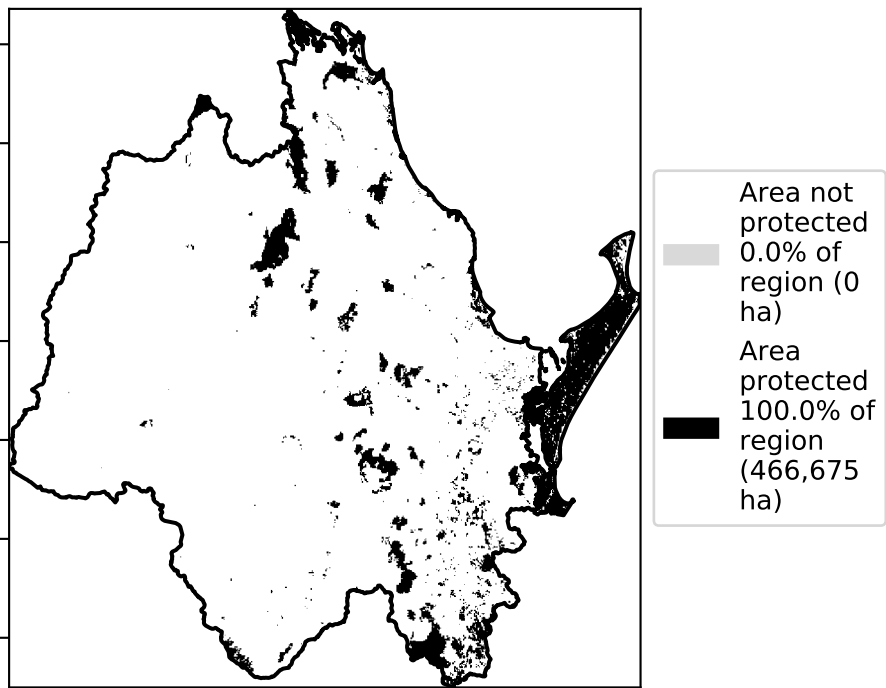 Area not
protected
0.0% of
region (0
ha)
Area
protected
100.0% of
region
(466,675
ha)